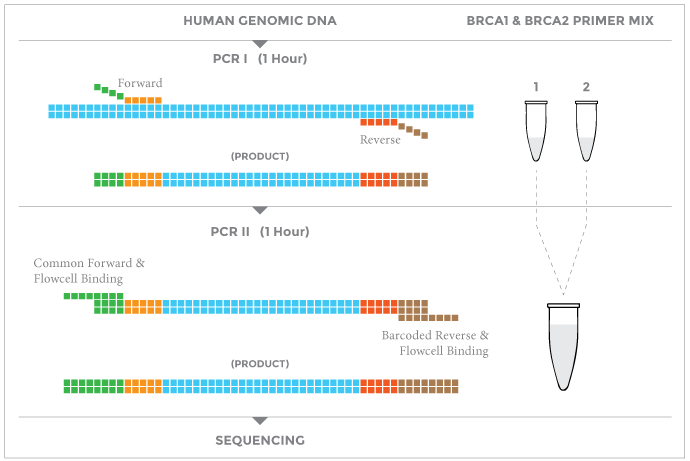 HUMAN GENOMIC DNA
BRCA1 & BRCA2 PRIMER MIX
PCR I (1 Hour)
Forward
1
2
Reverse
(PRODUCT)
PCR II (1 Hour)
Common Forward &
Flowcell Binding
Barcoded Reverse &
Flowcell Binding
(PRODUCT)
SEQUENCING